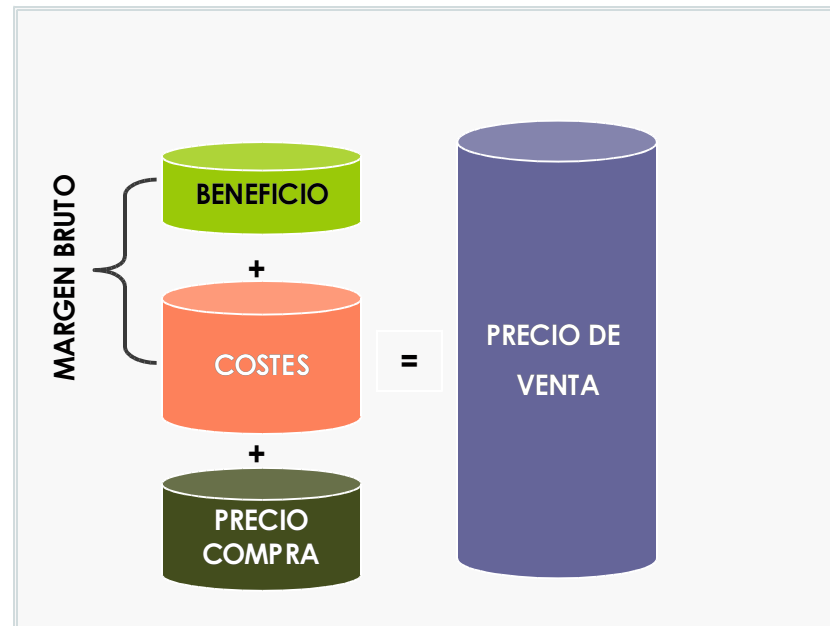 MARGEN BRUTO
BENEFICIO
+
COSTES
+
PRECIO
COMPRA
=
PRECIO DE
VENTA